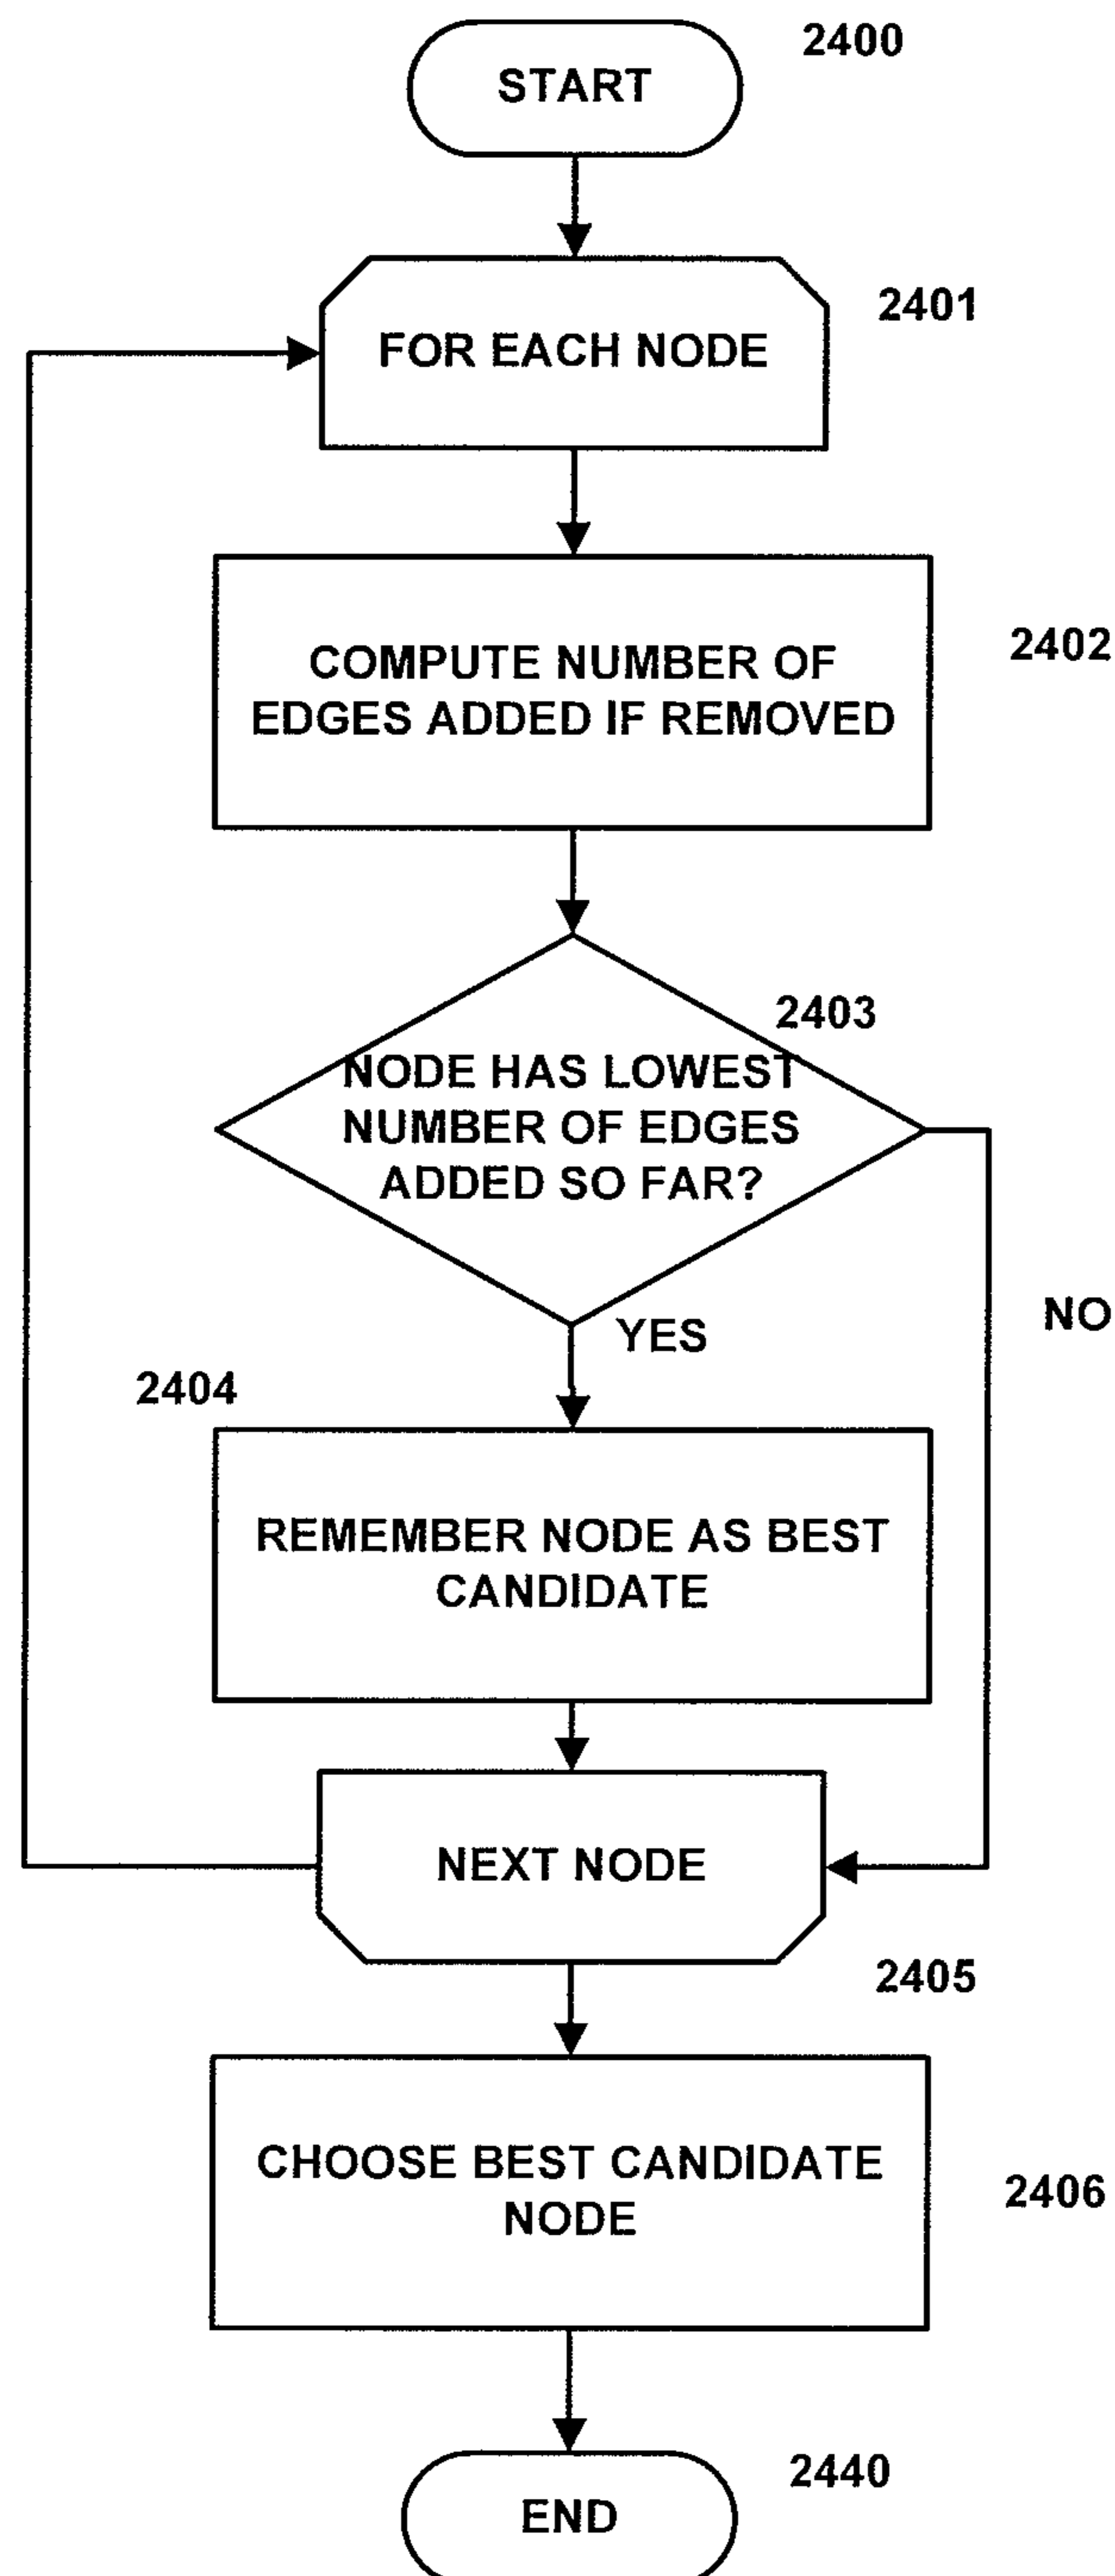 2400
START
2401
FOR EACH NODE
2402
COMPUTE NUMBER OF
EDGES ADDED IF REMOVED
2403
NODE HAS LOWEST
NUMBER OF EDGES
ADDED SO FAR?
NO
YES
2404
REMEMBER NODE AS BEST
CANDIDATE
NEXT NODE
2405
CHOOSE BEST CANDIDATE
NODE
2406
2440
END